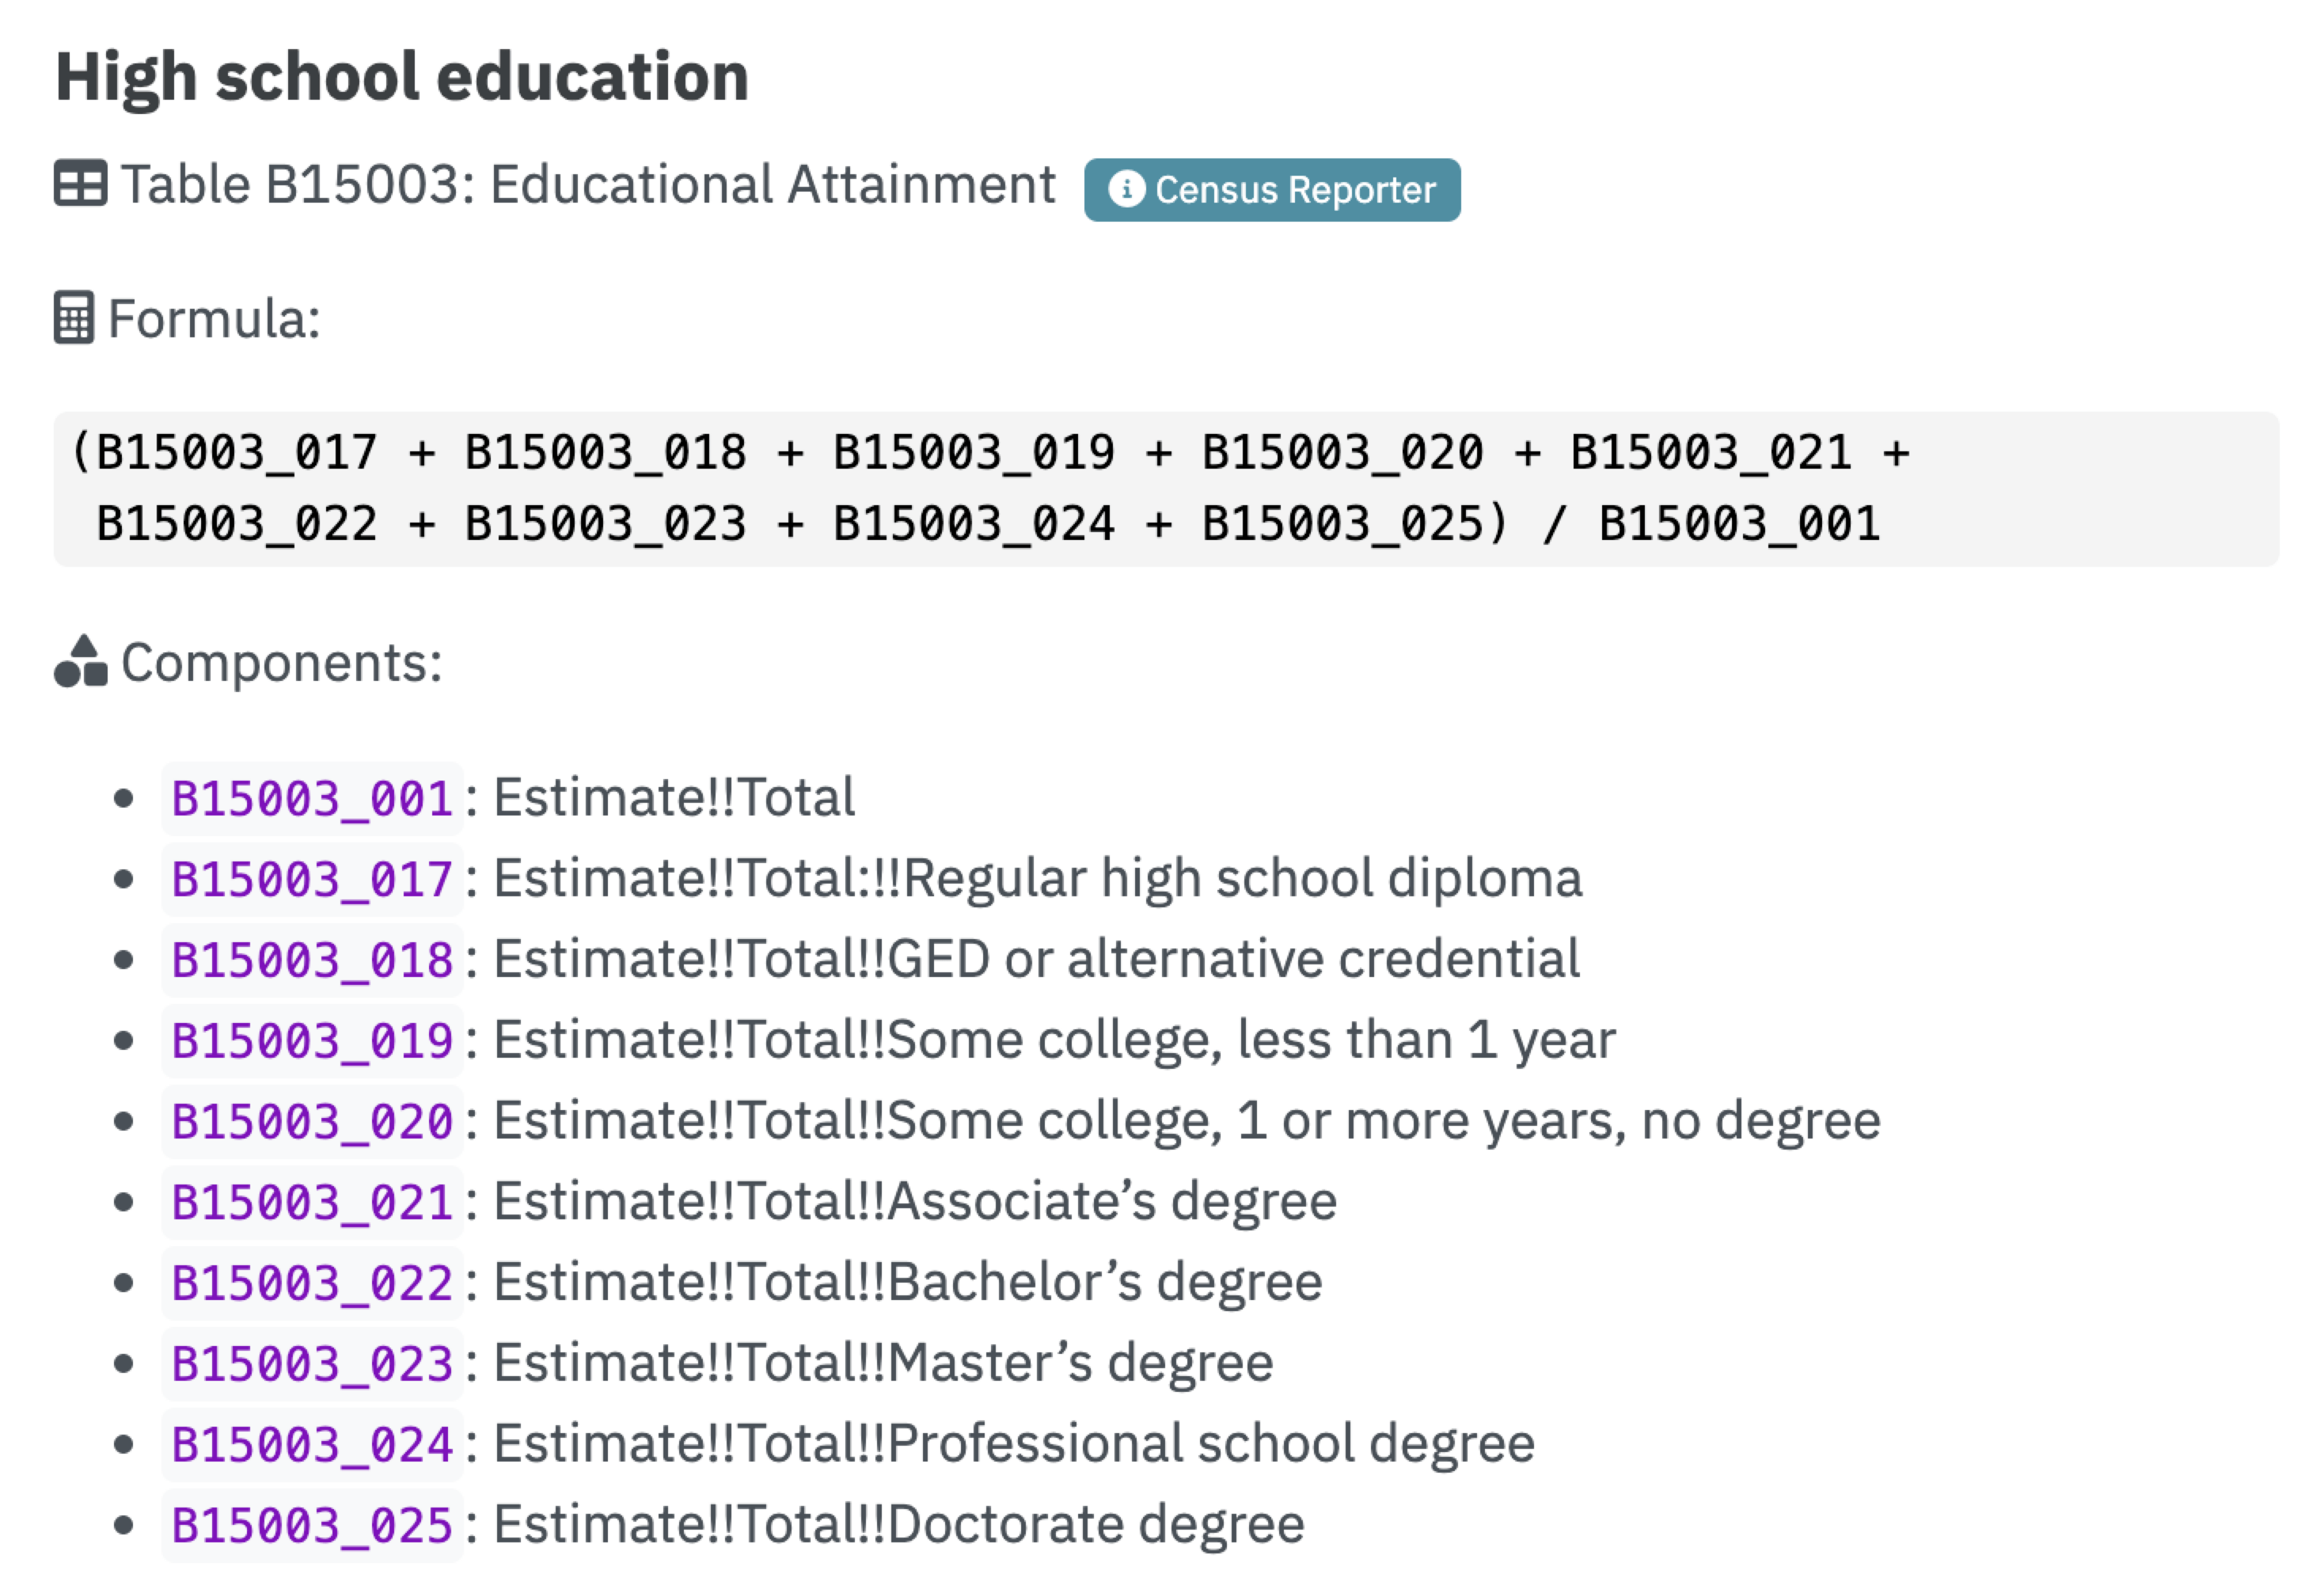 High school education
Table B15003: Educational Attainment Census Reporter
Formula:
(B15003_017 + B15003_018 + B15003_019 + B15003_020 + B15003_021 +
B15003_022 + B15003_023 + B15003_024 + B15003_025) / B15003_001
Components:
• B15003_001: Estimate!!Total
• B15003_017: Estimate!!Total:!!Regular high school diploma
• B15003_018: Estimate!!Total!!GED or alternative credential
• B15003_019: Estimate!!Total!!Some college, less than 1 year
• B15003_020: Estimate!!Total!!Some college, 1 or more years, no degree
• B15003_021: Estimate!!Total!!Associate’s degree
• B15003_022: Estimate!!Total!!Bachelor’s degree
• B15003_023: Estimate!!Total!!Master’s degree
• B15003_024: Estimate!!Total!!Professional school degree
• B15003_025: Estimate!!Total!!Doctorate degree